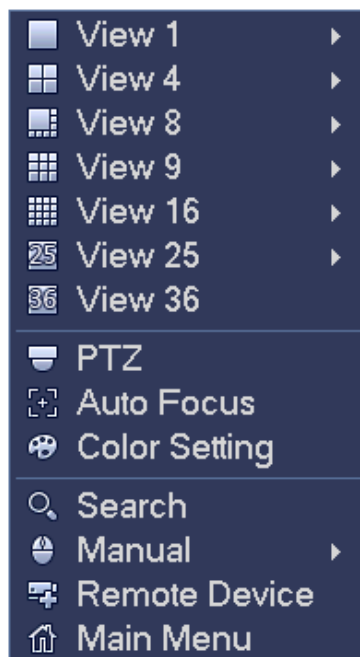 View 1
View 4
View 8
View 9
View 16
25 View 25
36 View 36
PTZ
Auto Focus
Color Setting
Search
Manual
Remote Device
Main Menu